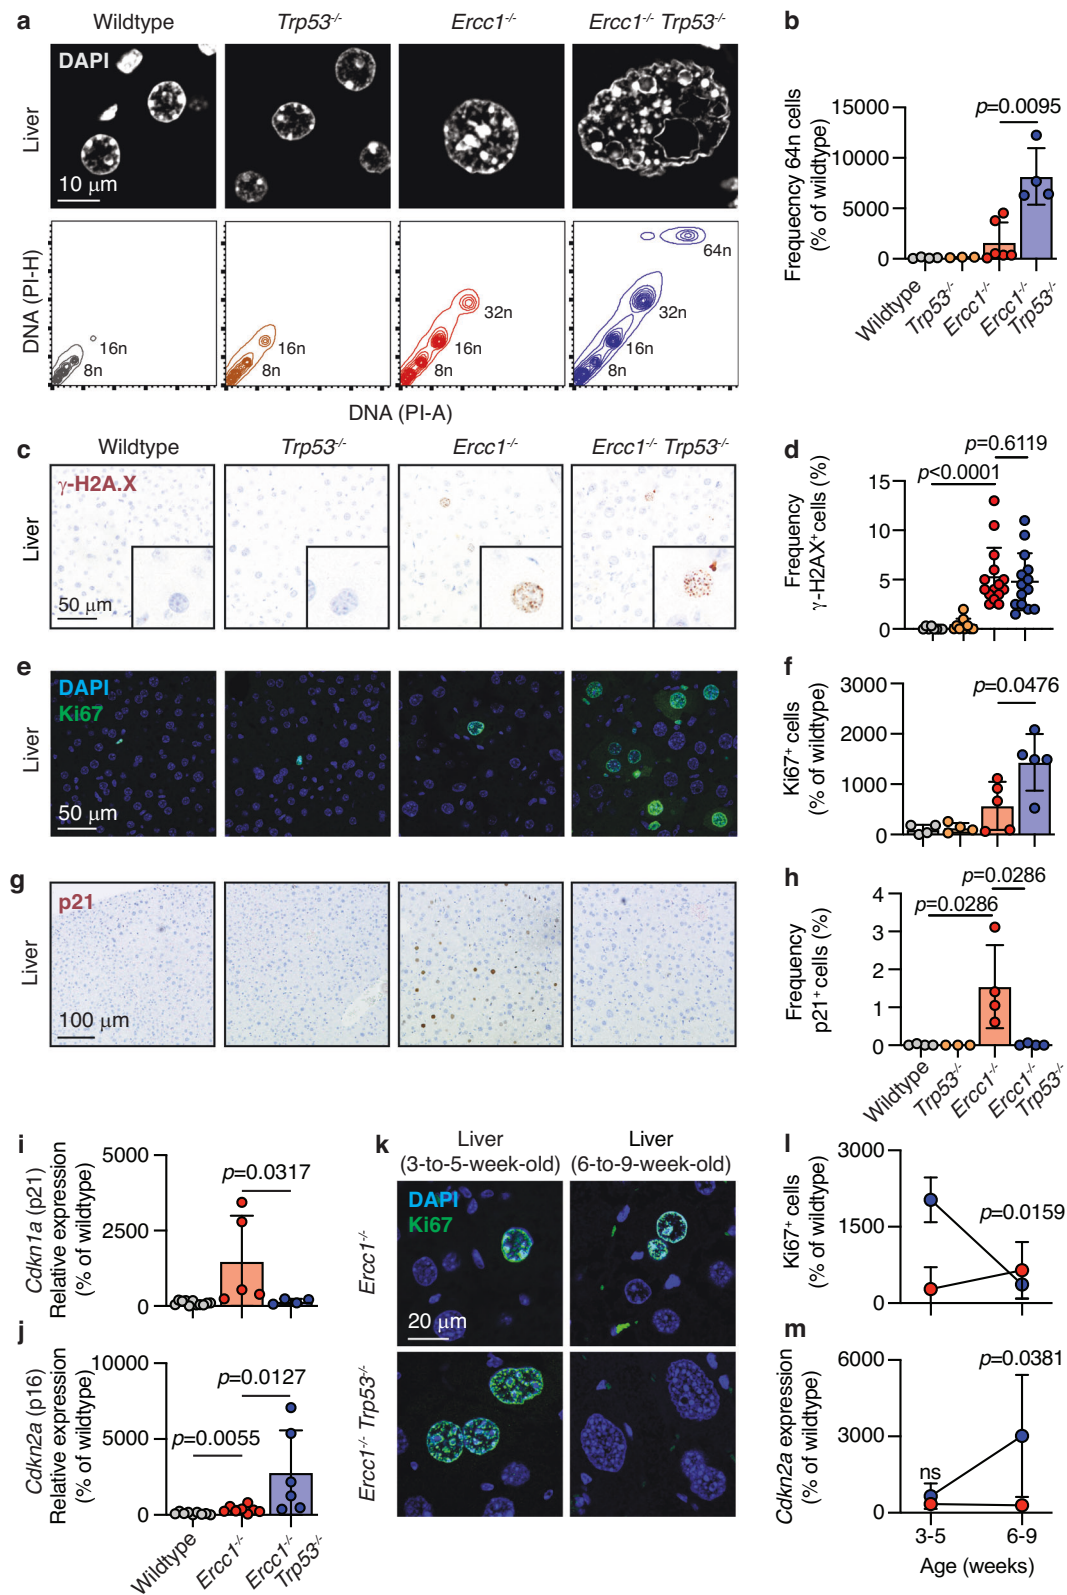 a
Wildtype
Trp53-/-
Ercc1-/-
Ercc1-/- Trp53-/-
Liver
DAPI
10 μm
DNA (PI-H)
16n
8n
16n
8n
32n
16n
8n
64n
32n
16n
8n
DNA (PI-A)
b
Frequecncy 64n cells
(% of wildtype)
15000
10000
5000
0
p=0.0095
Wildtype
Trp53-/-
Ercc1-/-
Ercc1-/-
Trp53-/-
c
Wildtype
Trp53-/-
Ercc1-/-
Ercc1-/- Trp53-/-
Liver
γ-H2A.X
50 μm
d
Frequency
γ-H2AX+ cells (%)
15
10
5
0
p=0.6119
p<0.0001
e
Liver
DAPI
Ki67
50 μm
f
Ki67+ cells
(% of wildtype)
3000
2000
1000
0
p=0.0476
g
Liver
p21
100 μm
h
Frequency
p21+ cells (%)
4
3
2
1
0
p=0.0286
p=0.0286
Wildtype
Trp53-/-
Ercc1-/-
Ercc1-/-
Trp53-/-
i
Cdkn1a (p21)
Relative expression
(% of wildtype)
5000
2500
0
p=0.0317
j
Cdkn2a (p16)
Relative expression
(% of wildtype)
10000
5000
0
p=0.0127
p=0.0055
Wildtype
Ercc1-/-
Ercc1-/-
Trp53-/-
k
Liver
(3-to-5-week-old)
Liver
(6-to-9-week-old)
Ercc1-/-
DAPI
Ki67
20 μm
Ercc1-/- Trp53-/-
l
Ki67+ cells
(% of wildtype)
3000
1500
0
p=0.0159
m
Cdkn2a expression
(% of wildtype)
6000
3000
0
p=0.0381
ns
3-5
6-9
Age (weeks)